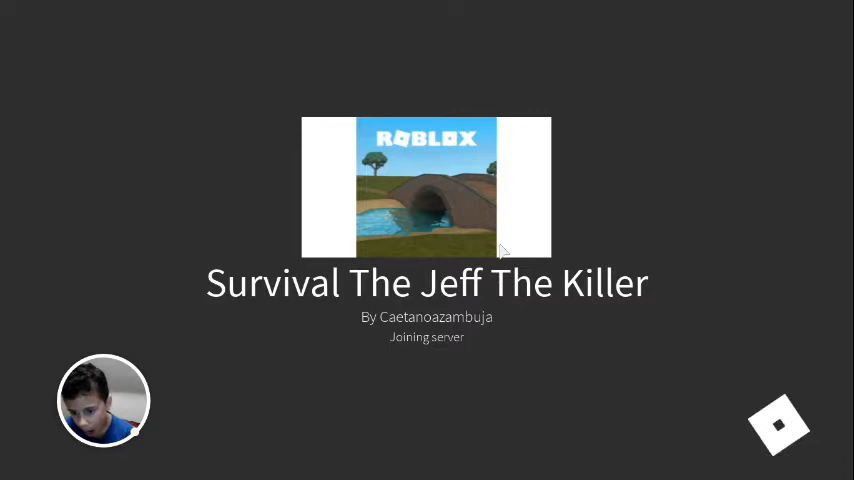 ROBLOX
Survival The Jeff The Killer
By Caetanoazambuja
Joining server